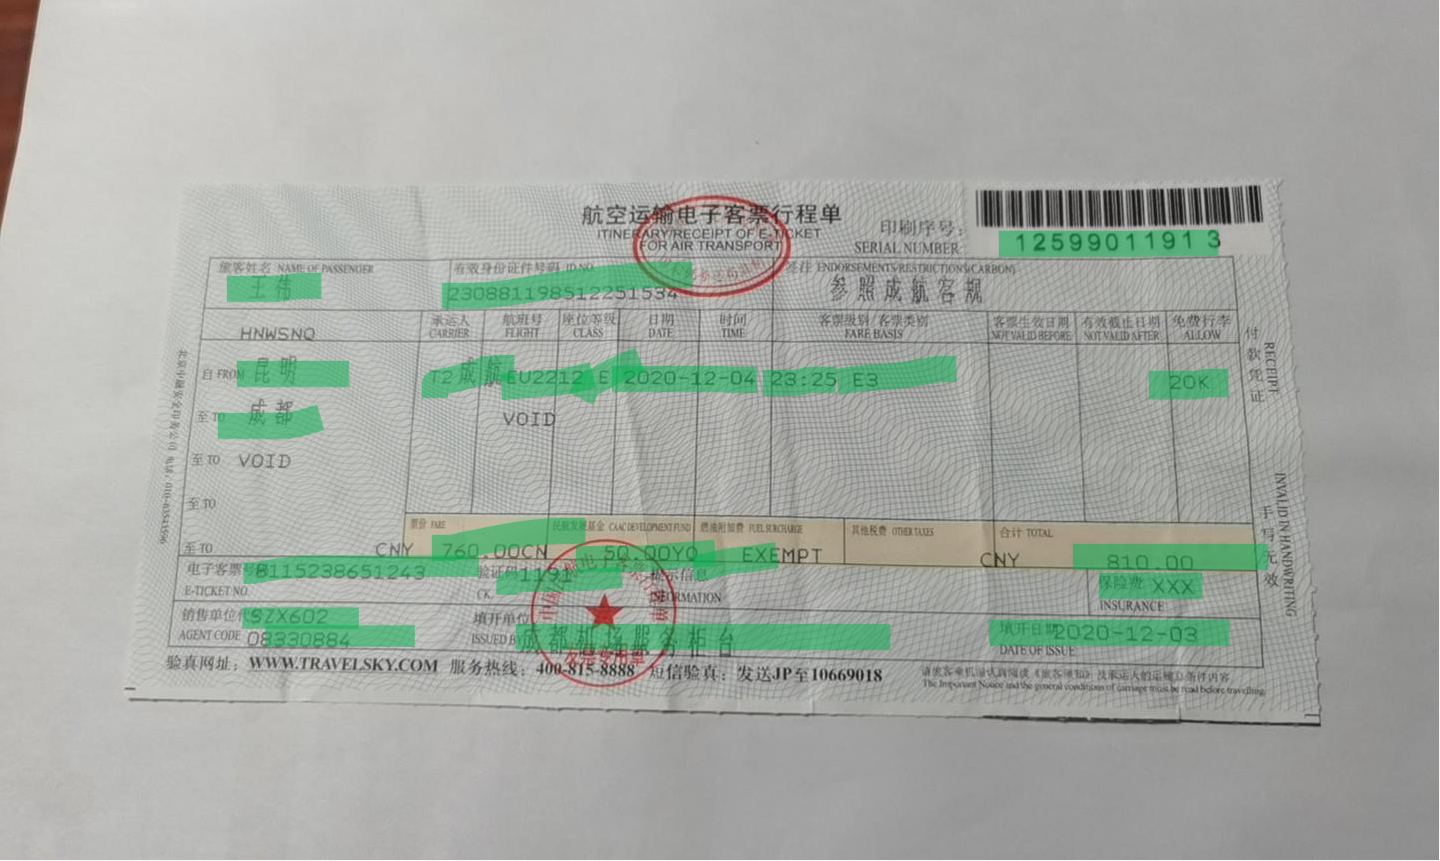 航空运输电子客票行程单
ITINERARY/RECEIPT OF E-TICKET
FOR AIR TRANSPORT
印刷序号:
SERIAL NUMBER:
12599011913
旅客姓名 NAME OF PASSENGER
王伟
有效身份证件号码 ID.NO.
230881198512251534
签注 ENDORSEMENTS/RESTRICTIONS(CARBON)
参照成航客规
HNWSNQ
承运人 CARRIER
航班号 FLIGHT
座位等级 CLASS
日期 DATE
时间 TIME
客票级别/客票类别 FARE BASIS
客票生效日期 NOT VALID BEFORE
有效截止日期 NOT VALID AFTER
免费行李 ALLOW
自 FROM 昆明 T2 成航 EU2212 E 2020-12-04 23:25 E3 20K
至 TO 成都 VOID
至 TO VOID
至 TO
至 TO
票价 FARE
民航发展基金 CAAC DEVELOPMENT FUND
燃油附加费 FUEL SURCHARGE
其他税费 OTHER TAXES
合计 TOTAL
CNY 760.00CN 50.00YQ EXEMPT CNY 810.00
电子客票号 8115238651243
E-TICKET NO.
验证码 1191
CK
提示信息
INFORMATION
保险费 XXX
INSURANCE
销售单位代 SZX602
AGENT CODE 08330884
填开单位
ISSUED BY 成都机场服务柜台
填开日期 2020-12-03
DATE OF ISSUE
验真网址: WWW.TRAVELSKY.COM 服务热线: 400-815-8888 短信验真: 发送JP至10669018
请旅客乘机前认真阅读《旅客须知》及承运人的运输总条件内容
The Important Notice and the general conditions of carriage must be read before travelling.
付款凭证
RECEIPT
手写无效
INVALID IN HANDWRITING
发票专用章